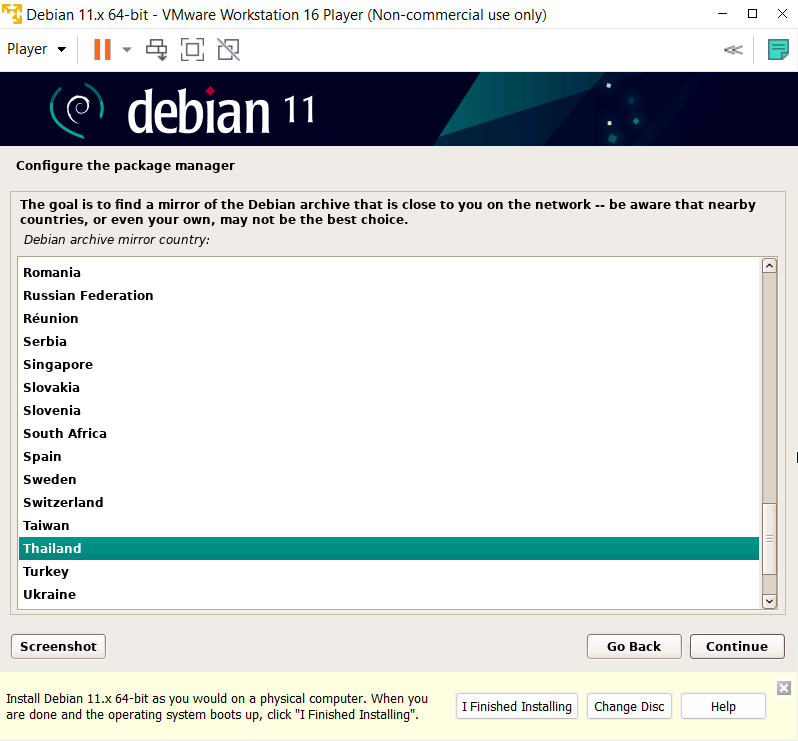 Debian 11.x 64-bit - VMware Workstation 16 Player (Non-commercial use only)
Player
debian 11
Configure the package manager
The goal is to find a mirror of the Debian archive that is close to you on the network -- be aware that nearby
countries, or even your own, may not be the best choice.
Debian archive mirror country:
Romania
Russian Federation
Réunion
Serbia
Singapore
Slovakia
Slovenia
South Africa
Spain
Sweden
Switzerland
Taiwan
Thailand
Turkey
Ukraine
Screenshot
Go Back
Continue
Install Debian 11.x 64-bit as you would on a physical computer. When you
are done and the operating system boots up, click "I Finished Installing".
I Finished Installing
Change Disc
Help